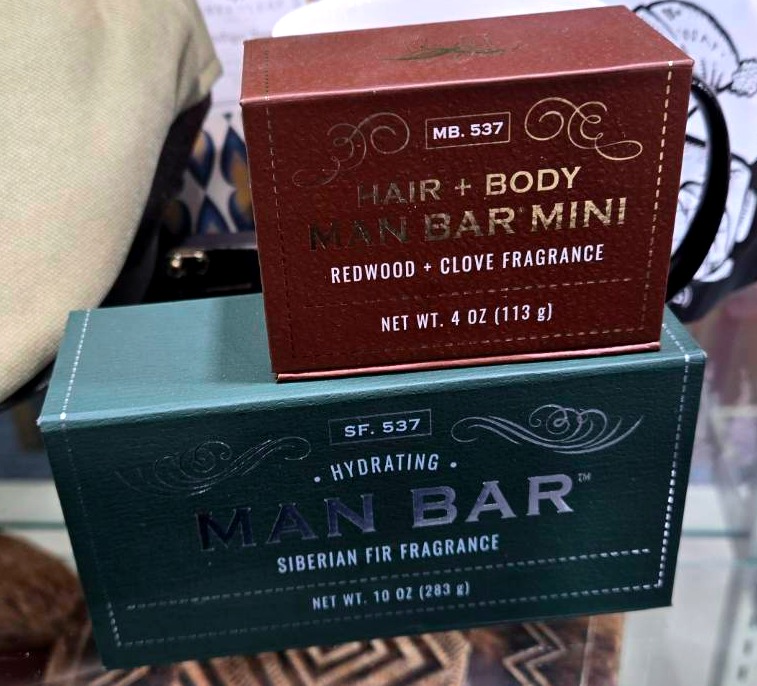 MB. 537
HAIR + BODY
MAN BAR MINI
REDWOOD + CLOVE FRAGRANCE
NET WT. 4 OZ (113 g)
SF. 537
• HYDRATING •
MAN BAR™
SIBERIAN FIR FRAGRANCE
NET WT. 10 OZ (283 g)